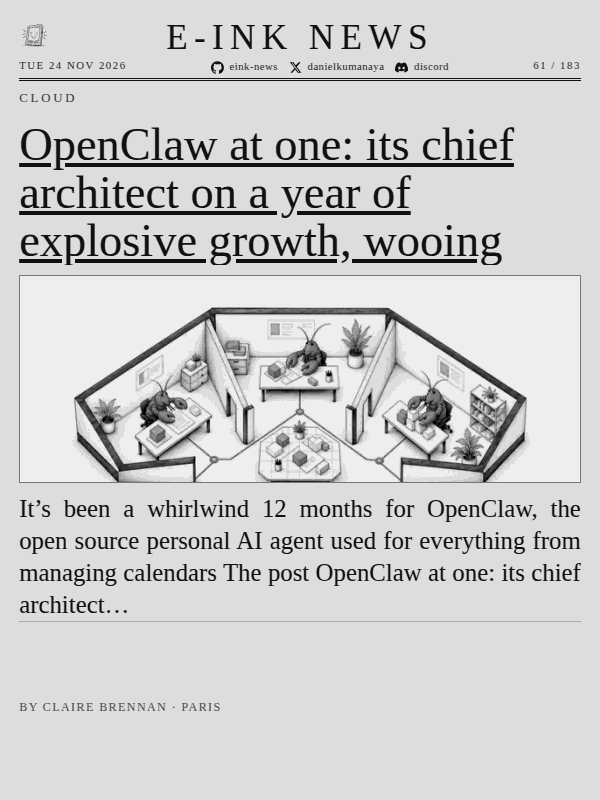 E-INK NEWS
TUE 24 NOV 2026
eink-news danielkumanaya discord
61 / 183
CLOUD
OpenClaw at one: its chief
architect on a year of
explosive growth, wooing
It’s been a whirlwind 12 months for OpenClaw, the
open source personal AI agent used for everything from
managing calendars The post OpenClaw at one: its chief
architect…
BY CLAIRE BRENNAN · PARIS